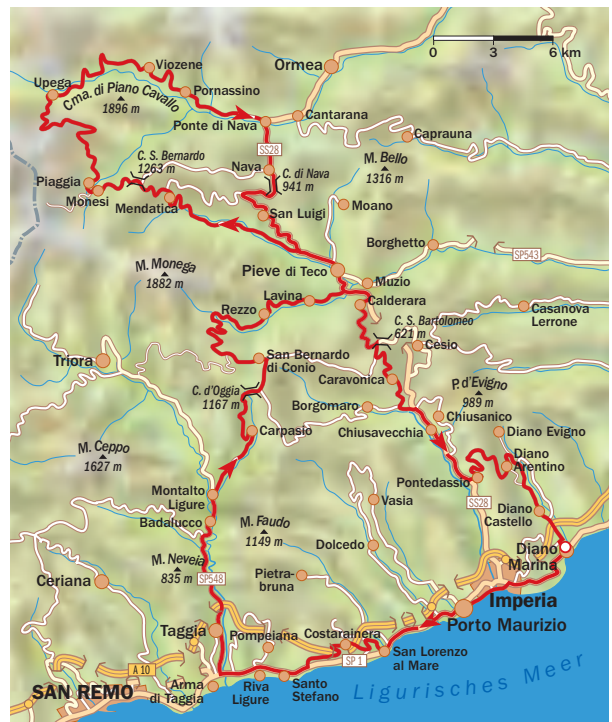 0 3 6 km
Viozene
Ormea
Upega
Cma. di Piano Cavallo
1896 m
Pornassino
Cantarana
Ponte di Nava
Caprauna
SS28
C. S. Bernardo
1263 m
Nava
C. di Nava
941 m
M. Bello
1316 m
Piaggia
Monesi
Mendatica
San Luigi
Moano
Borghetto
SP543
M. Monega
1882 m
Pieve di Teco
Muzio
Lavina
Calderara
Rezzo
Casanova
Lerrone
C. S. Bartolomeo
621 m
Cesio
Triora
San Bernardo
di Conio
C. d'Oggia
1167 m
Caravonica
P. d'Evigno
989 m
Borgomaro
Chiusanico
Carpasio
Chiusavecchia
Diano Evigno
M. Ceppo
1627 m
Diano
Arentino
Pontedassio
Montalto
Ligure
Vasia
SS28
Diano
Castello
Badalucco
M. Faudo
1149 m
Dolcedo
Diano
Marina
M. Neveia
835 m
SP548
Ceriana
Pietra-
bruna
Imperia
Porto Maurizio
Taggia
Pompeiana
Costarainera
SP 1
San Lorenzo
al Mare
A 10
SAN REMO
Arma
di Taggia
Riva
Ligure
Santo
Stefano
Ligurisches Meer